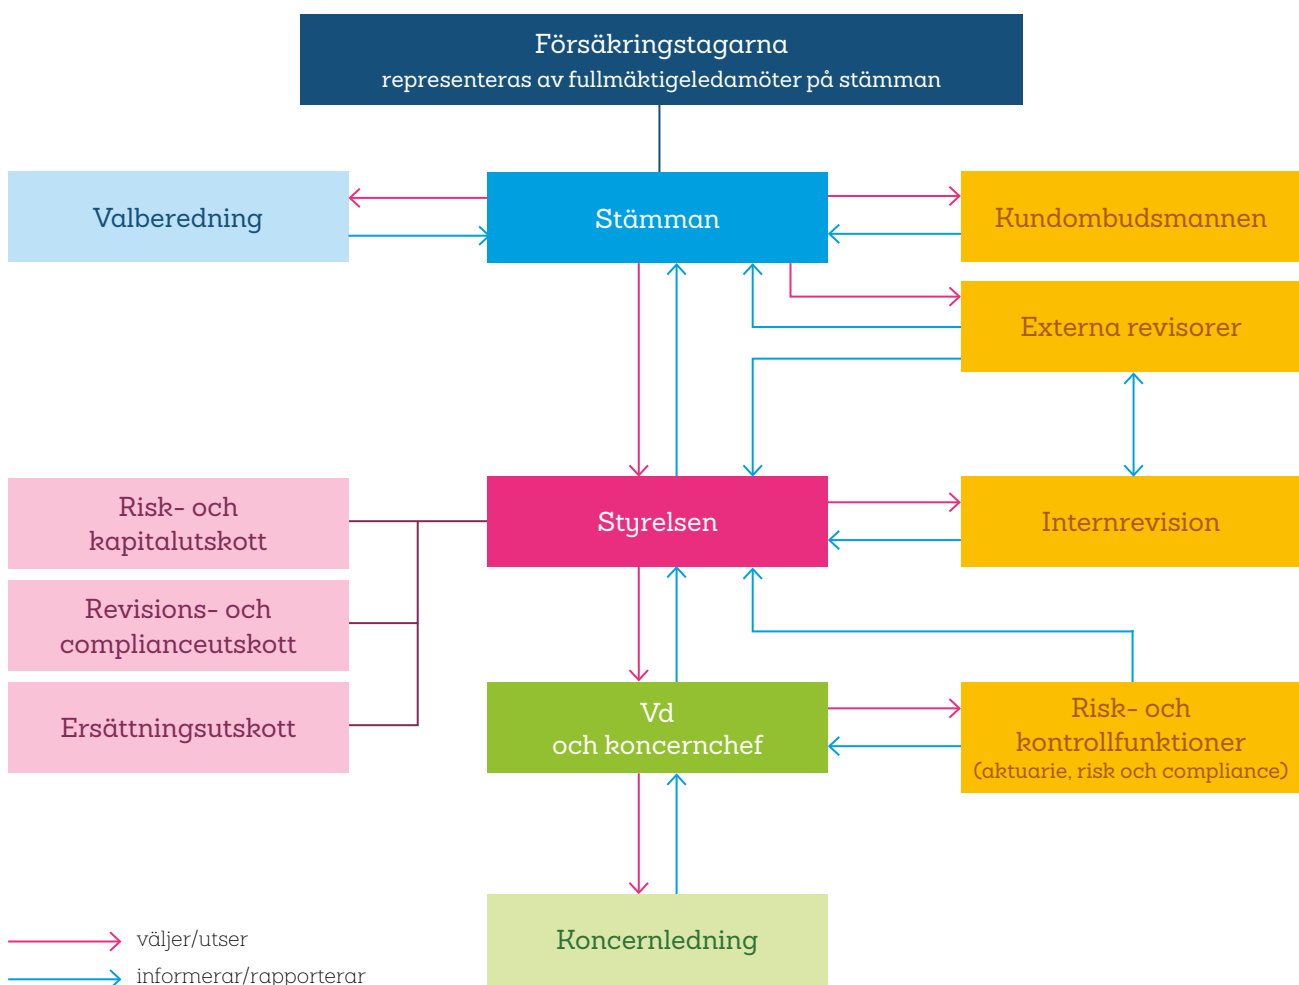 Försäkringstagarna
representeras av fullmäktigeledamöter på stämman
Valberedning
Stämman
Kundombudsmannen
Externa revisorer
Risk- och
kapitalutskott
Styrelsen
Internrevision
Revisions- och
complianceutskott
Ersättningsutskott
Vd
och koncernchef
Risk- och
kontrollfunktioner
(aktuarie, risk och compliance)
Koncernledning
väljer/utser
informerar/rapporterar